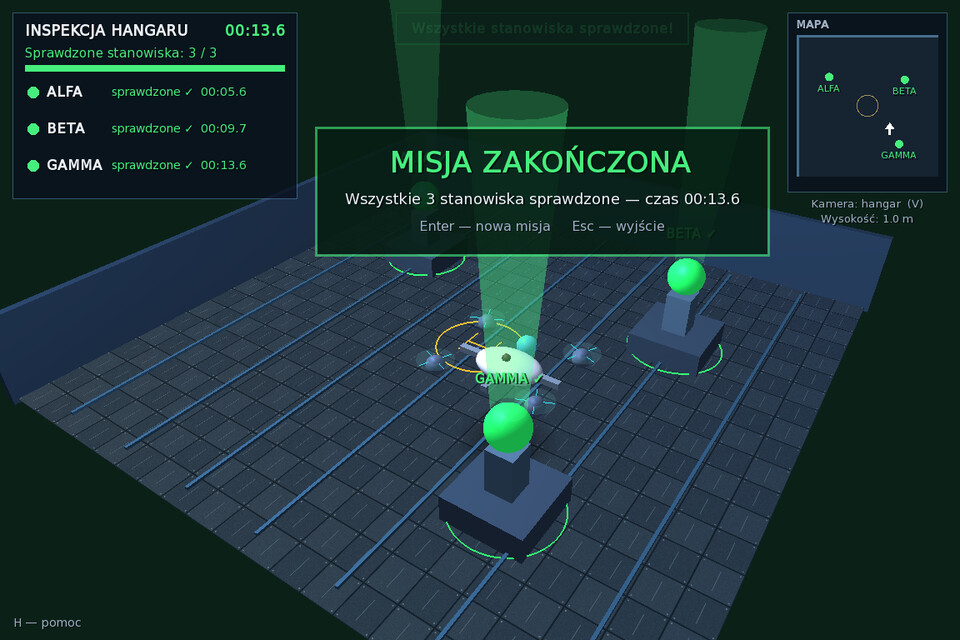 INSPEKCJA HANGARU 00:13.6
Sprawdzone stanowiska: 3 / 3
ALFA sprawdzone ✓ 00:05.6
BETA sprawdzone ✓ 00:09.7
GAMMA sprawdzone ✓ 00:13.6
Wszystkie stanowiska sprawdzone!
MISJA ZAKOŃCZONA
Wszystkie 3 stanowiska sprawdzone — czas 00:13.6
Enter — nowa misja Esc — wyjście
BETA ✓
GAMMA ✓
MAPA
ALFA
BETA
GAMMA
Kamera: hangar (V)
Wysokość: 1.0 m
H — pomoc